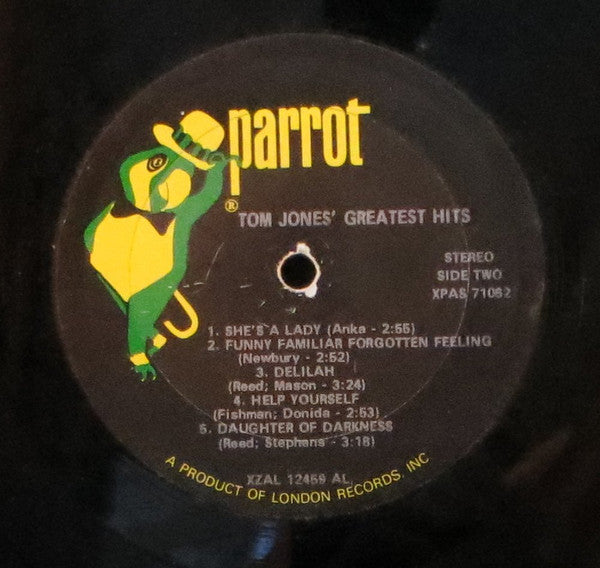 parrot
®
TOM JONES' GREATEST HITS
STEREO
SIDE TWO
XPAS 71062
1. SHE'S A LADY (Anka - 2:55)
2. FUNNY FAMILIAR FORGOTTEN FEELING
(Newbury - 2:52)
3. DELILAH
(Reed; Mason - 3:24)
4. HELP YOURSELF
(Fishman; Donida - 2:53)
5. DAUGHTER OF DARKNESS
(Reed; Stephens - 3:18)
XZAL 12469 AL
A PRODUCT OF LONDON RECORDS, INC